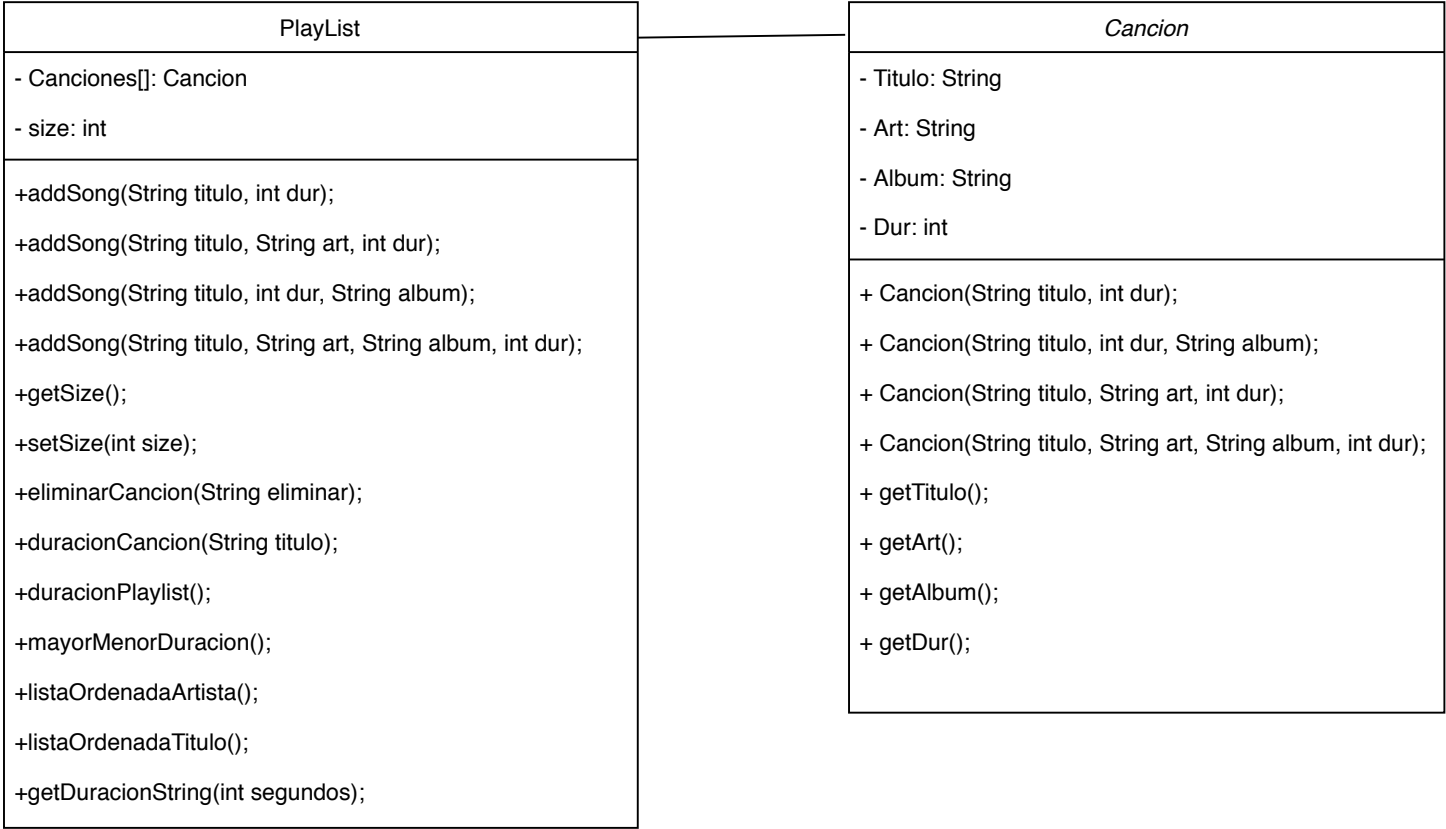 PlayList
- Canciones[]: Cancion
- size: int
+addSong(String titulo, int dur);
+addSong(String titulo, String art, int dur);
+addSong(String titulo, int dur, String album);
+addSong(String titulo, String art, String album, int dur);
+getSize();
+setSize(int size);
+eliminarCancion(String eliminar);
+duracionCancion(String titulo);
+duracionPlaylist();
+mayorMenorDuracion();
+listaOrdenadaArtista();
+listaOrdenadaTitulo();
+getDuracionString(int segundos);
Cancion
- Titulo: String
- Art: String
- Album: String
- Dur: int
+ Cancion(String titulo, int dur);
+ Cancion(String titulo, int dur, String album);
+ Cancion(String titulo, String art, int dur);
+ Cancion(String titulo, String art, String album, int dur);
+ getTitulo();
+ getArt();
+ getAlbum();
+ getDur();